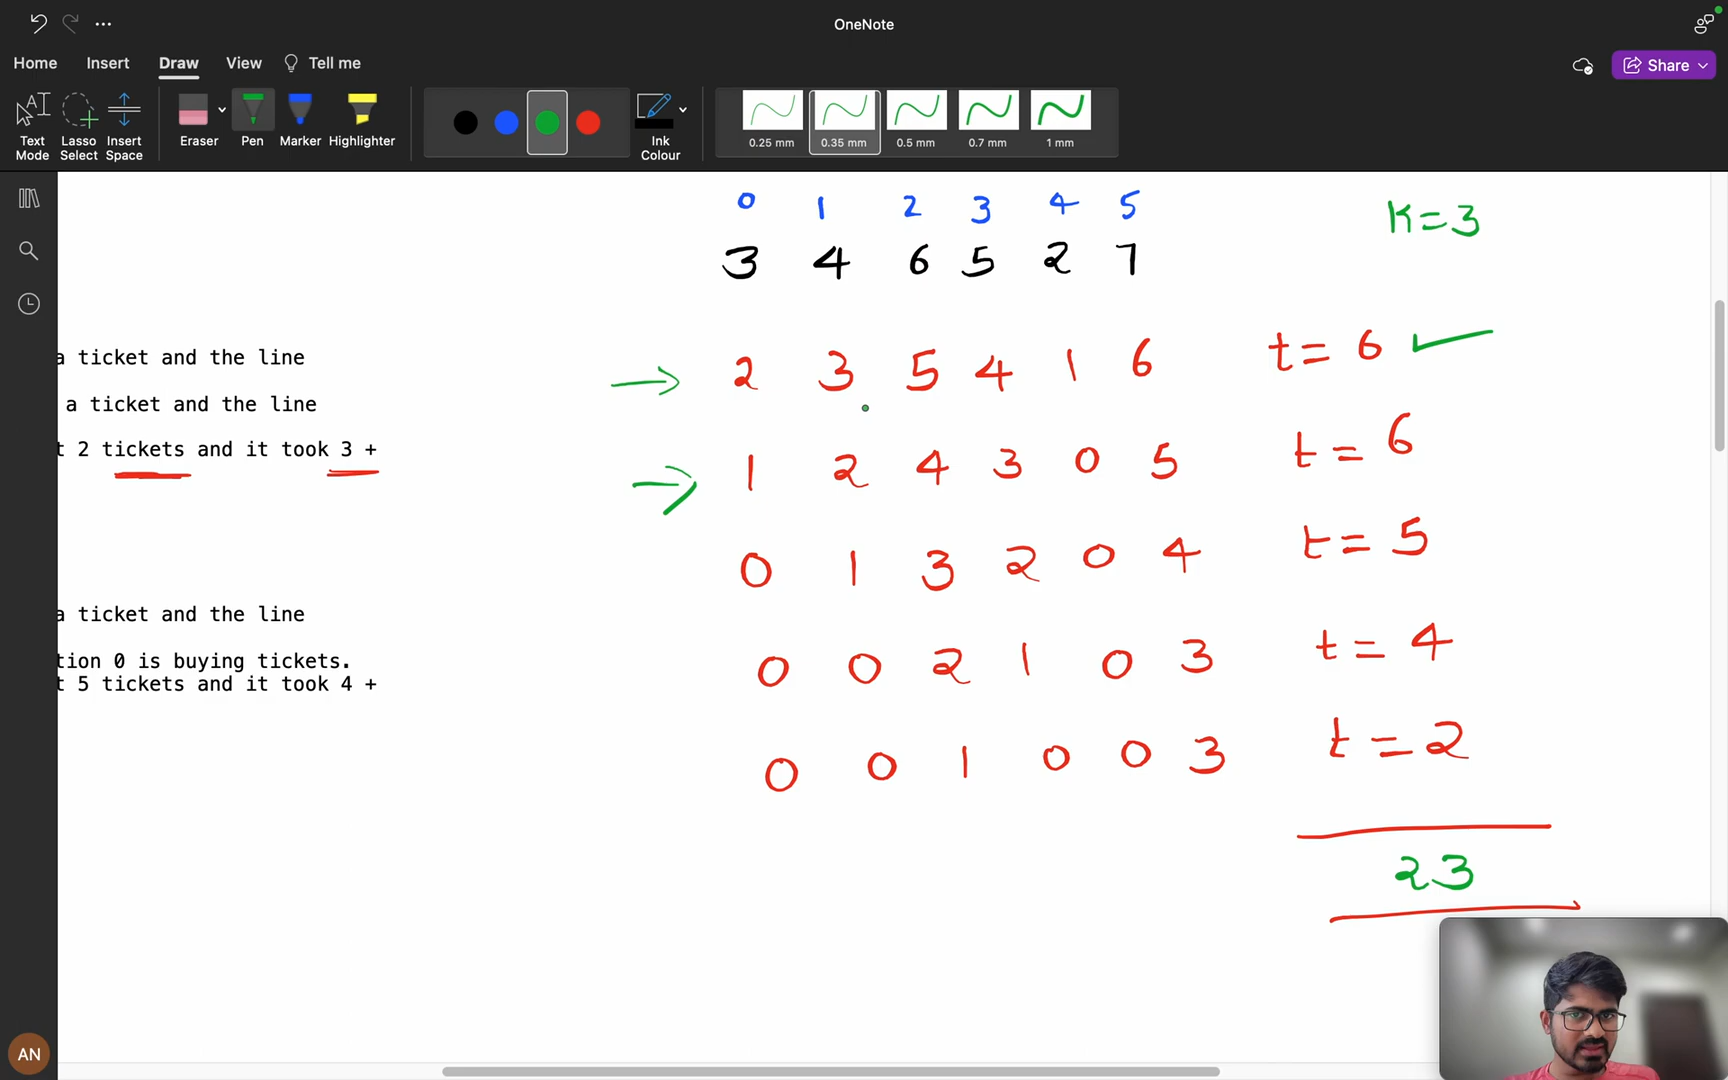 OneNote
Home Insert Draw View Tell me
Share
Text Mode
Lasso Select
Insert Space
Eraser
Pen
Marker
Highlighter
Ink Colour
0.25 mm 0.35 mm 0.5 mm 0.7 mm 1 mm
0 1 2 3 4 5
K=3
3 4 6 5 2 7
a ticket and the line
2 3 5 4 1 6 t= 6
a ticket and the line
t 2 tickets and it took 3 +
1 2 4 3 0 5 t = 6
0 1 3 2 0 4 t= 5
a ticket and the line
tion 0 is buying tickets.
t 5 tickets and it took 4 +
0 0 2 1 0 3 t = 4
0 0 1 0 0 3 t = 2
23
AN